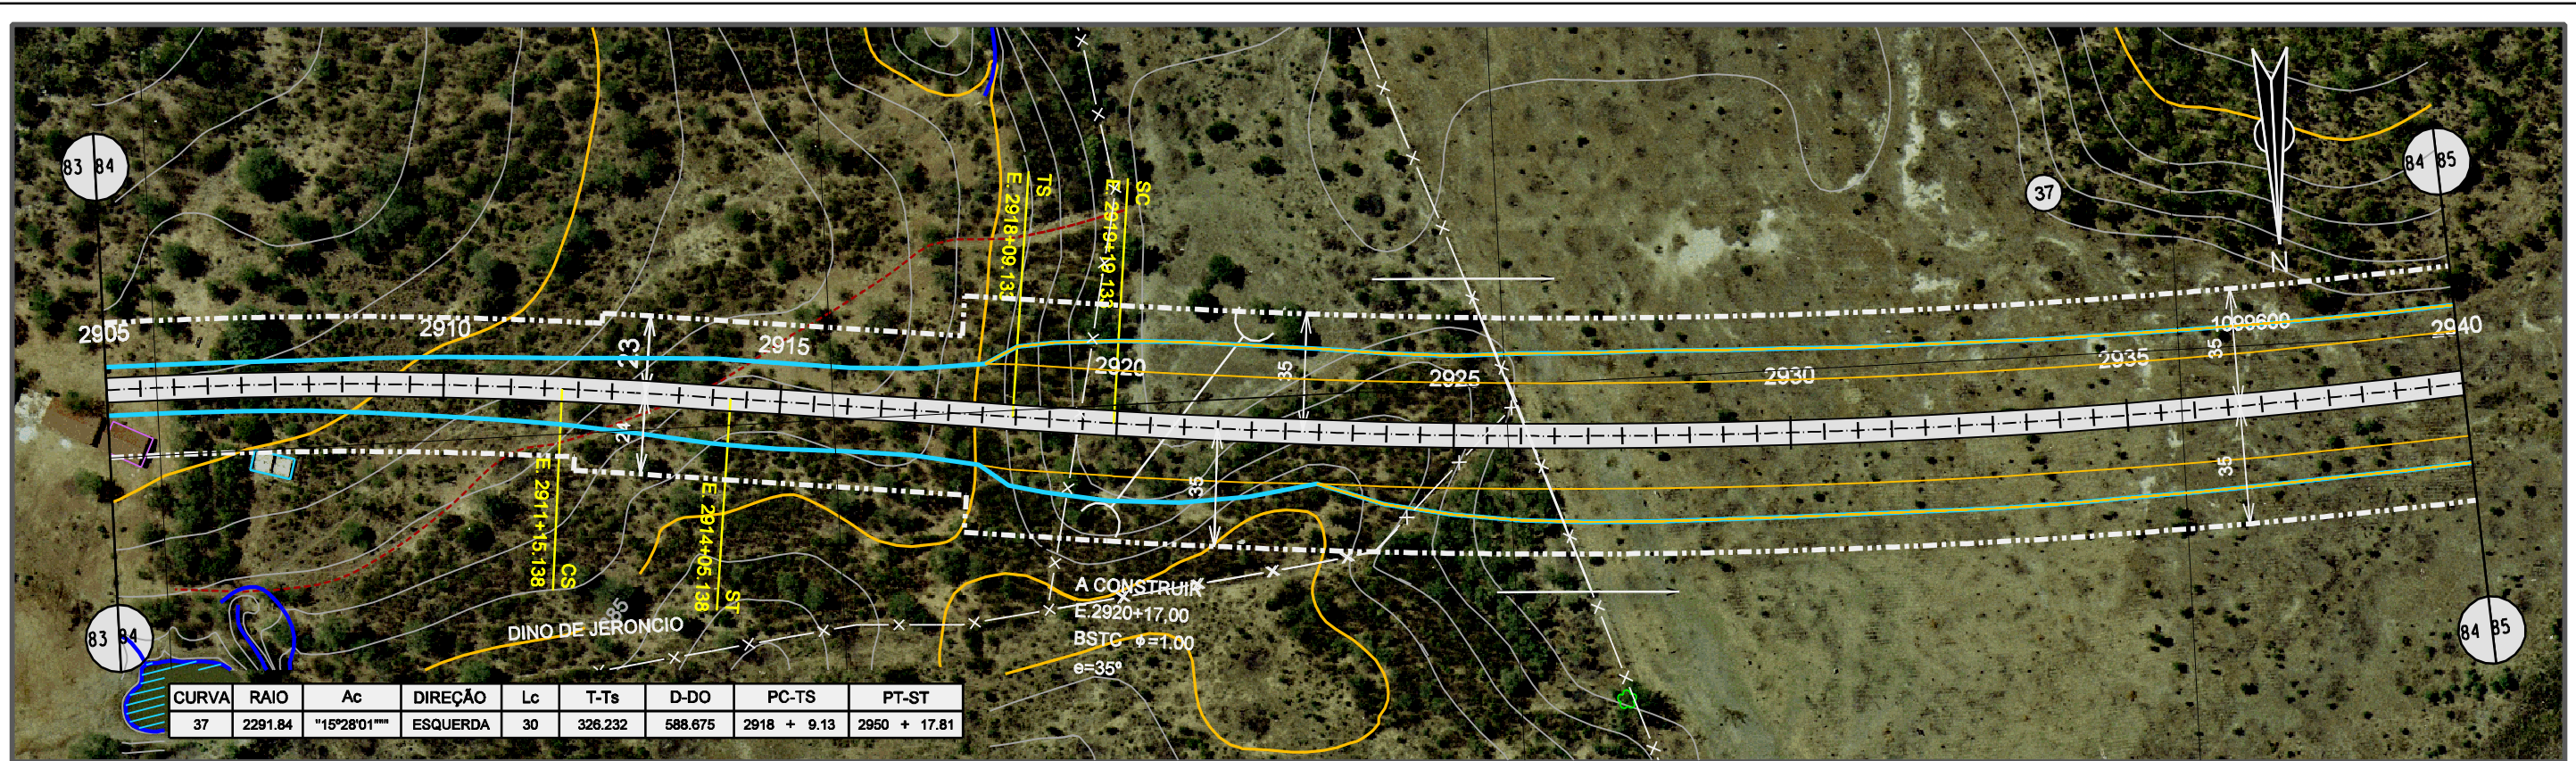 83 84
84 85
37
N
TS
E. 2918+09.133
SC
E. 2919+19.133
2905
2910
2915
2920
2925
2930
2935
2940
1099600
23
24
35
35
35
35
E. 2911+15.138
CS
E. 2914+05.138
ST
85
DINO DE JERONCIO
A CONSTRUIR
E.2920+17,00
BSTC φ=1.00
e=35º
83 84
84 85
CURVA RAIO Ac DIREÇÃO Lc T-Ts D-DO PC-TS PT-ST
37 2291.84 "15º28'01""" ESQUERDA 30 326.232 588.675 2918 + 9.13 2950 + 17.81